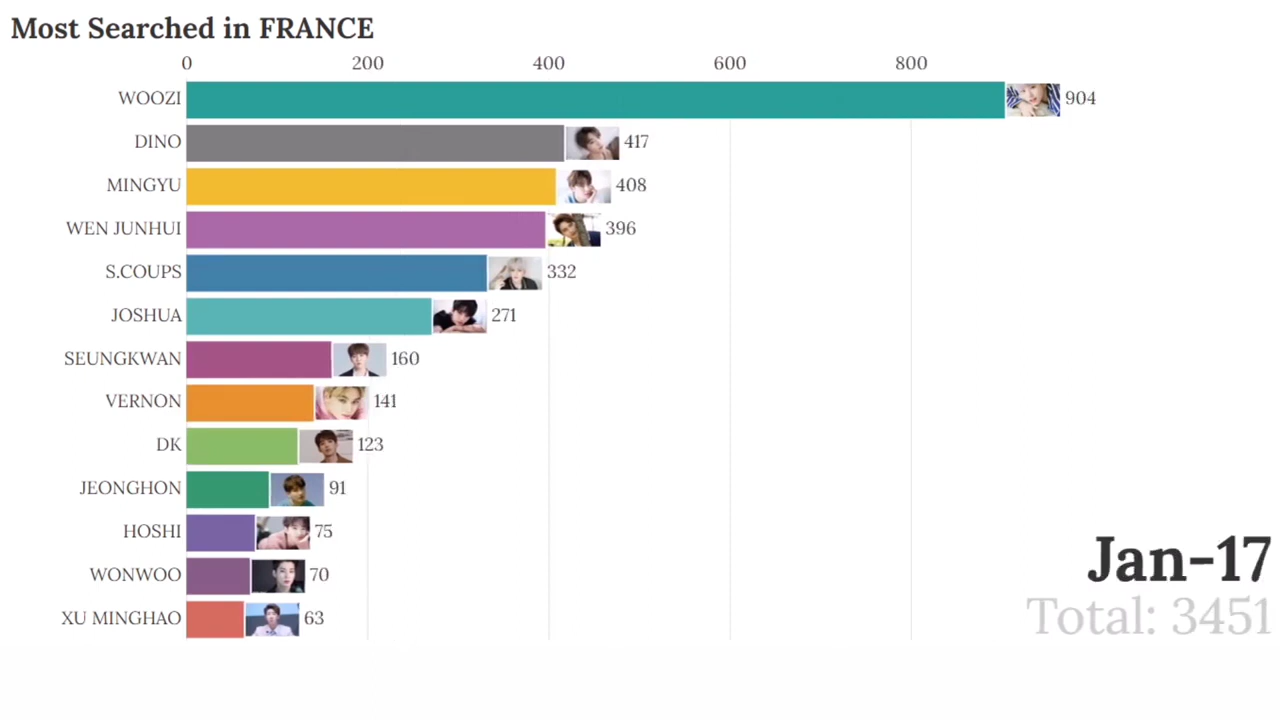 Most Searched in FRANCE
0 200 400 600 800
WOOZI 904
DINO 417
MINGYU 408
WEN JUNHUI 396
S.COUPS 332
JOSHUA 271
SEUNGKWAN 160
VERNON 141
DK 123
JEONGHON 91
HOSHI 75
WONWOO 70
XU MINGHAO 63
Jan-17
Total: 3451